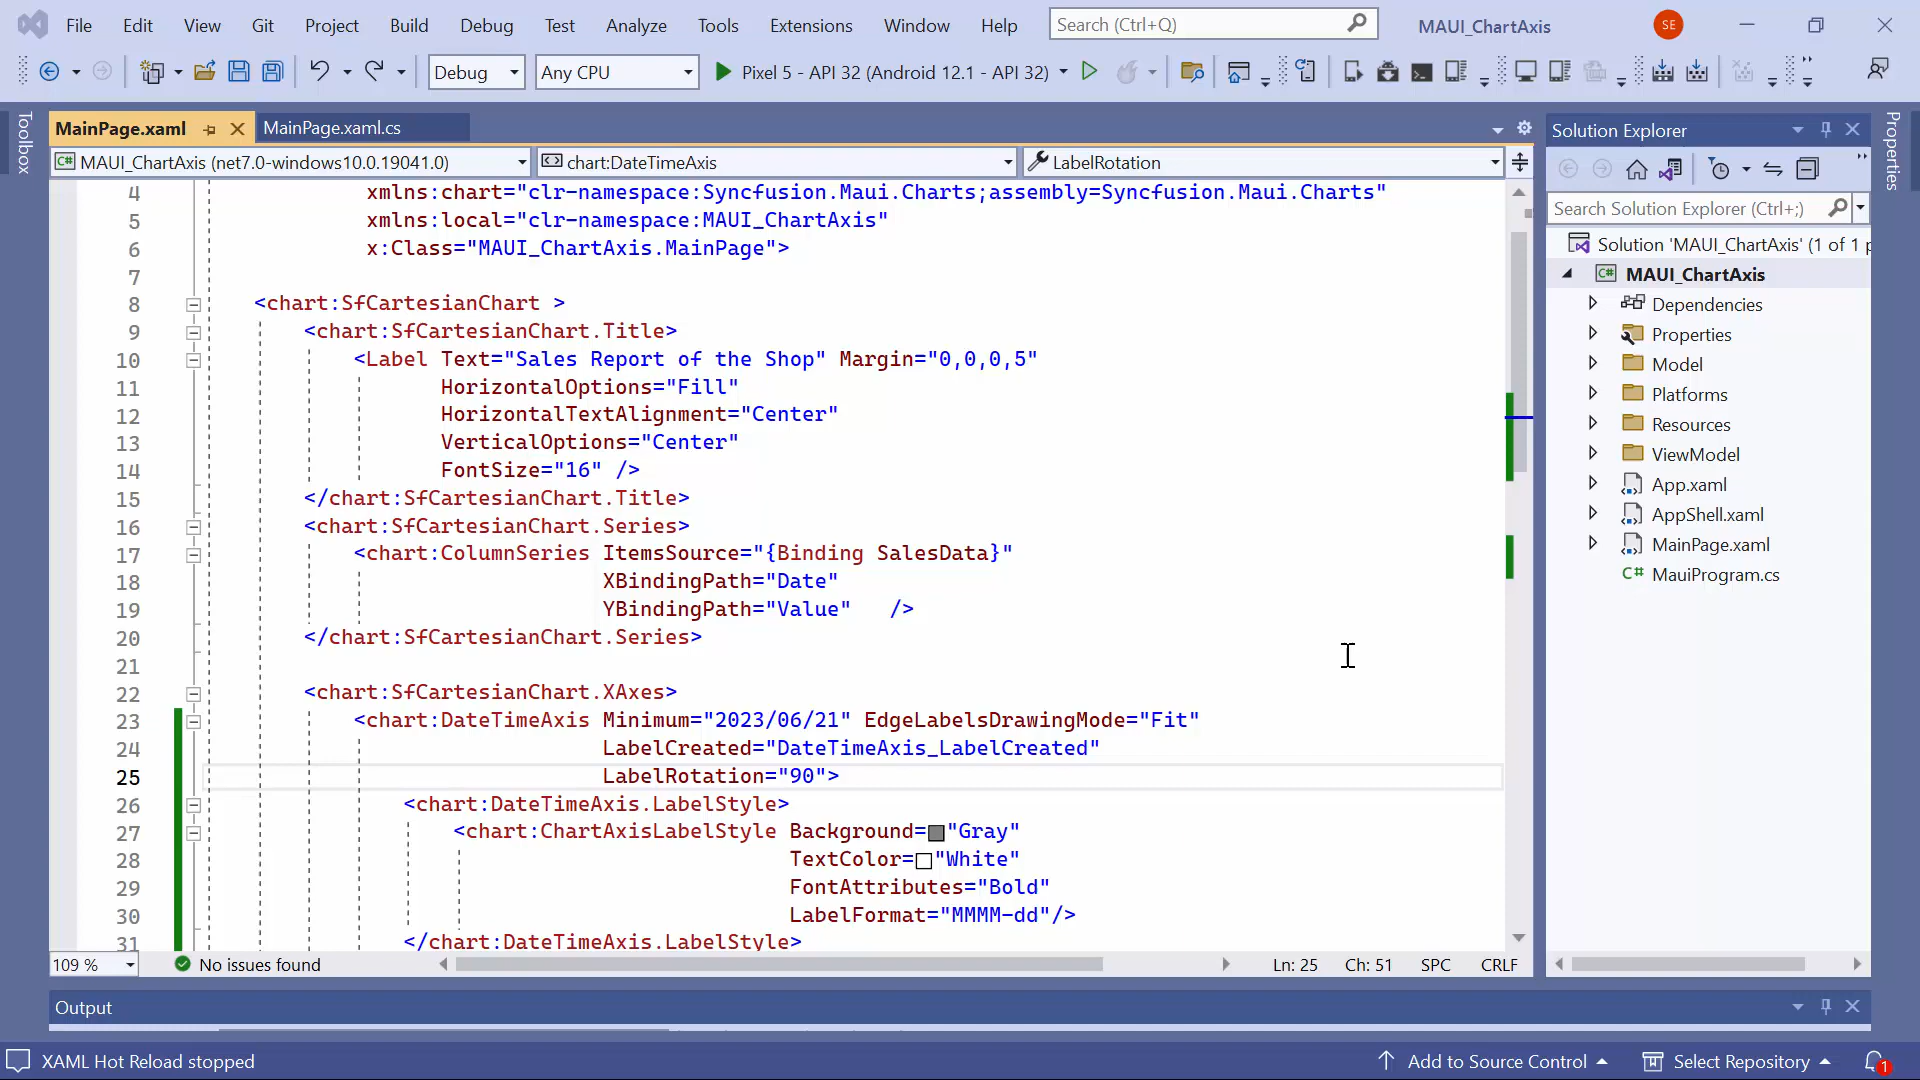 File Edit View Git Project Build Debug Test Analyze Tools Extensions Window Help Search (Ctrl+Q) MAUI_ChartAxis SE
Debug Any CPU Pixel 5 - API 32 (Android 12.1 - API 32)
Toolbox
MainPage.xaml MainPage.xaml.cs
MAUI_ChartAxis (net7.0-windows10.0.19041.0) chart:DateTimeAxis LabelRotation
4 xmlns:chart="clr-namespace:Syncfusion.Maui.Charts;assembly=Syncfusion.Maui.Charts"
5 xmlns:local="clr-namespace:MAUI_ChartAxis"
6 x:Class="MAUI_ChartAxis.MainPage">
7
8 <chart:SfCartesianChart >
9 <chart:SfCartesianChart.Title>
10 <Label Text="Sales Report of the Shop" Margin="0,0,0,5"
11 HorizontalOptions="Fill"
12 HorizontalTextAlignment="Center"
13 VerticalOptions="Center"
14 FontSize="16" />
15 </chart:SfCartesianChart.Title>
16 <chart:SfCartesianChart.Series>
17 <chart:ColumnSeries ItemsSource="{Binding SalesData}"
18 XBindingPath="Date"
19 YBindingPath="Value" />
20 </chart:SfCartesianChart.Series>
21
22 <chart:SfCartesianChart.XAxes>
23 <chart:DateTimeAxis Minimum="2023/06/21" EdgeLabelsDrawingMode="Fit"
24 LabelCreated="DateTimeAxis_LabelCreated"
25 LabelRotation="90">
26 <chart:DateTimeAxis.LabelStyle>
27 <chart:ChartAxisLabelStyle Background="Gray"
28 TextColor="White"
29 FontAttributes="Bold"
30 LabelFormat="MMMM-dd"/>
31 </chart:DateTimeAxis.LabelStyle>
109 % No issues found Ln: 25 Ch: 51 SPC CRLF
Solution Explorer
Search Solution Explorer (Ctrl+;)
Solution 'MAUI_ChartAxis' (1 of 1 p
C# MAUI_ChartAxis
Dependencies
Properties
Model
Platforms
Resources
ViewModel
App.xaml
AppShell.xaml
MainPage.xaml
C# MauiProgram.cs
Properties
Output
XAML Hot Reload stopped Add to Source Control Select Repository 1